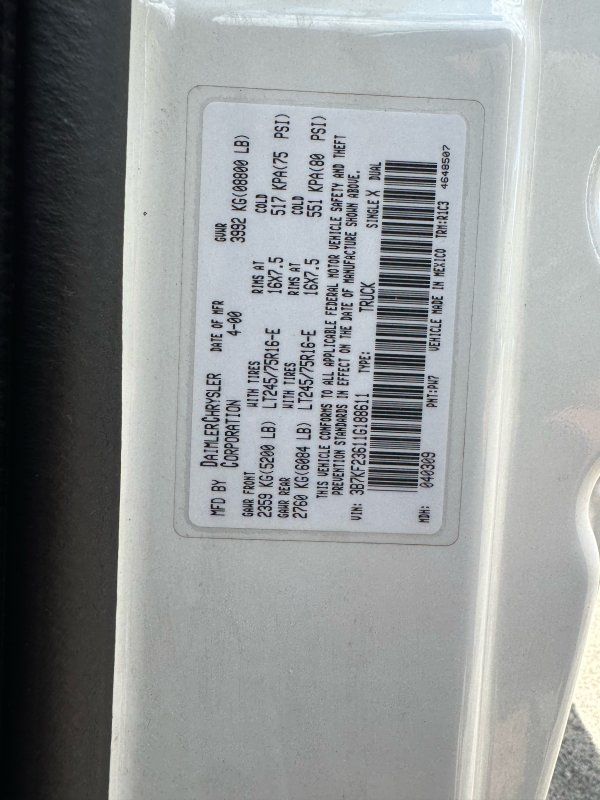 MFD BY DAIMLERCHRYSLER CORPORATION
DATE OF MFR 4-00
GVWR 3992 KG(08800 LB)
GAWR FRONT WITH TIRES RIMS AT COLD
2359 KG(5200 LB) LT245/75R16-E 16X7.5 517 KPA(75 PSI)
GAWR REAR WITH TIRES RIMS AT COLD
2760 KG(6084 LB) LT245/75R16-E 16X7.5 551 KPA(80 PSI)
THIS VEHICLE CONFORMS TO ALL APPLICABLE FEDERAL MOTOR VEHICLE SAFETY AND THEFT
PREVENTION STANDARDS IN EFFECT ON THE DATE OF MANUFACTURE SHOWN ABOVE.
VIN: 3B7KF23611G188611 TYPE: TRUCK SINGLE X DUAL
MDH: 040309 PNT:PW7 VEHICLE MADE IN MEXICO TRM:R1C3 4648507